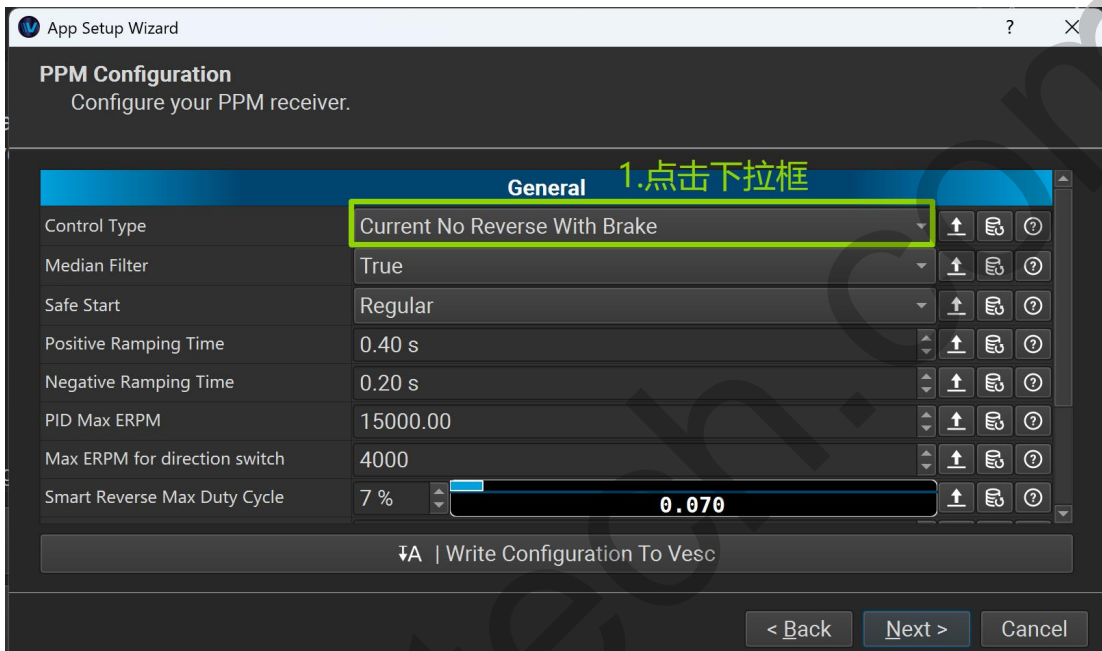 App Setup Wizard ? ×
PPM Configuration
Configure your PPM receiver.
1.点击下拉框
General
Control Type Current No Reverse With Brake
Median Filter True
Safe Start Regular
Positive Ramping Time 0.40 s
Negative Ramping Time 0.20 s
PID Max ERPM 15000.00
Max ERPM for direction switch 4000
Smart Reverse Max Duty Cycle 7 % 0.070
A | Write Configuration To Vesc
< Back Next > Cancel
tech.com